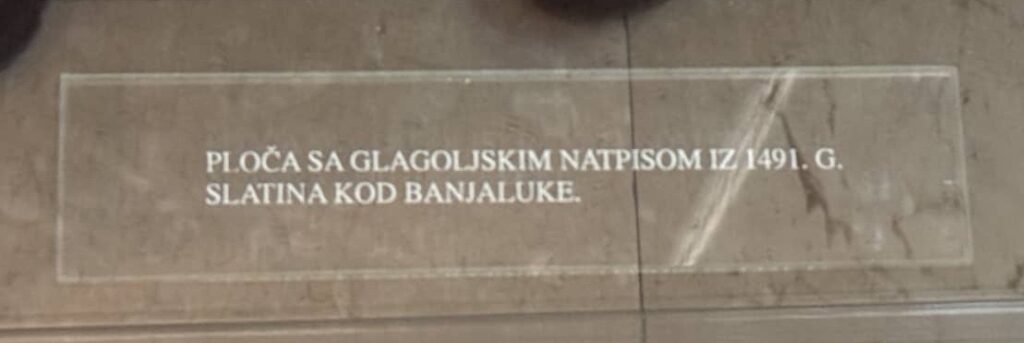 PLOČA SA GLAGOLJSKIM NATPISOM IZ 1491. G.
SLATINA KOD BANJALUKE.